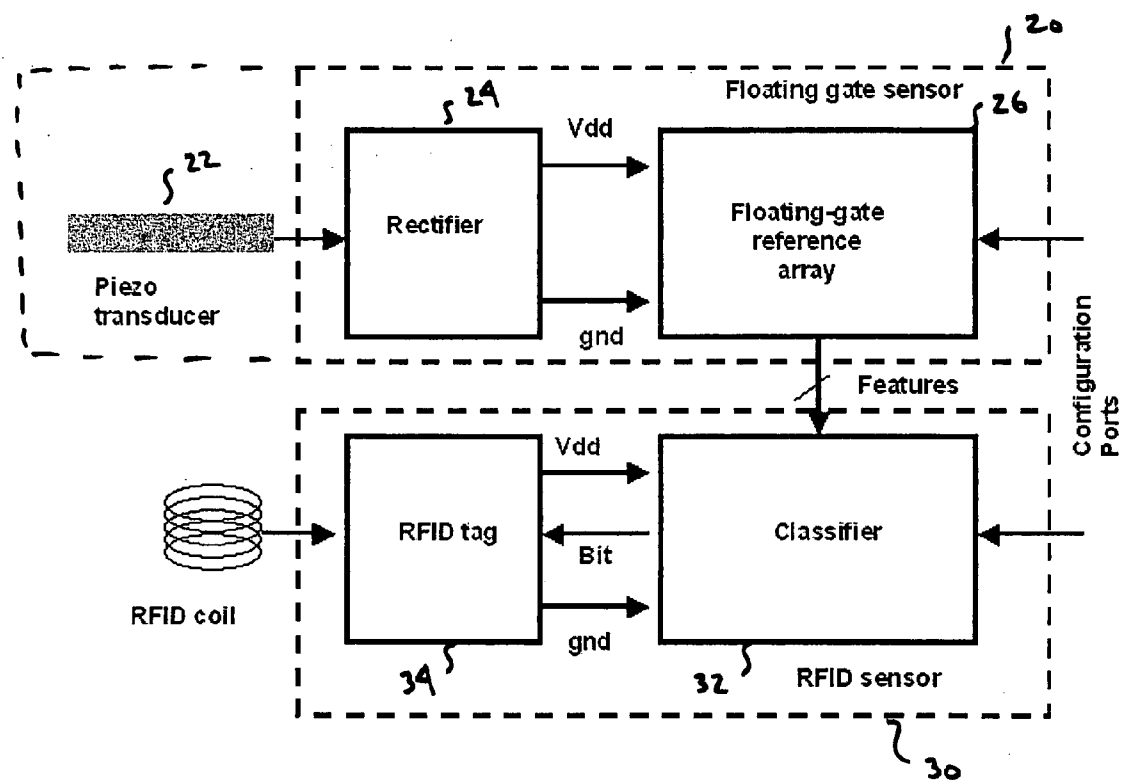 20
Floating gate sensor
24
26
Vdd
22
Rectifier
Floating-gate
reference
array
Piezo
transducer
gnd
Features
Configuration
Ports
Vdd
RFID tag
Bit
Classifier
RFID coil
gnd
34
32
RFID sensor
30